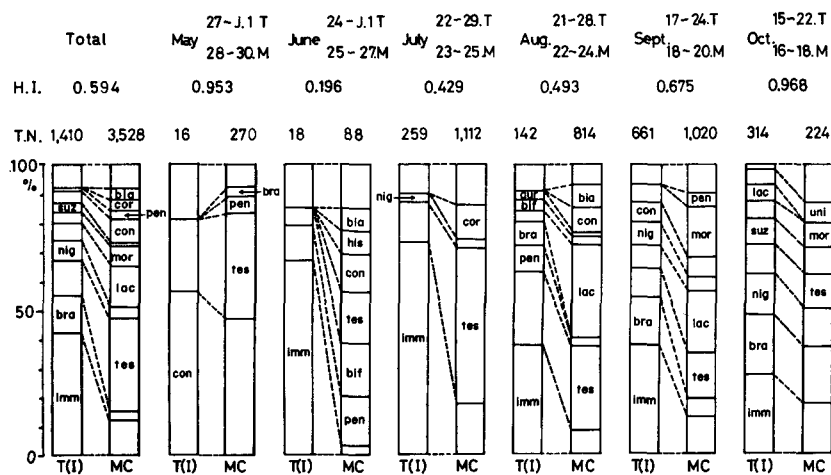 27~J.1 T 24-J.1 T 22-29.T 21-28.T 17-24.T 15-22.T
Total May June July Aug. Sept. Oct.
28-30.M 25-27.M 23~25.M 22~24.M 18~20.M 16~18.M
H.I. 0.594 0.953 0.196 0.429 0.493 0.675 0.968
T.N. 1,410 3,528 16 270 18 88 259 1,112 142 814 661 1,020 314 224
100
%
50
0
suz nig bra imm
bla cor pen con mor lac tes
con
bra pen tes
imm
bla his con tes bif pen
nig
cor tes
aur bif bra pen imm
bla con lac tes
con nig bra imm
pen mor lac tes
lac suz nig bra imm
uni mor tes
T(I) MC T(I) MC T(I) MC T(I) MC T(I) MC T(I) MC T(I) MC